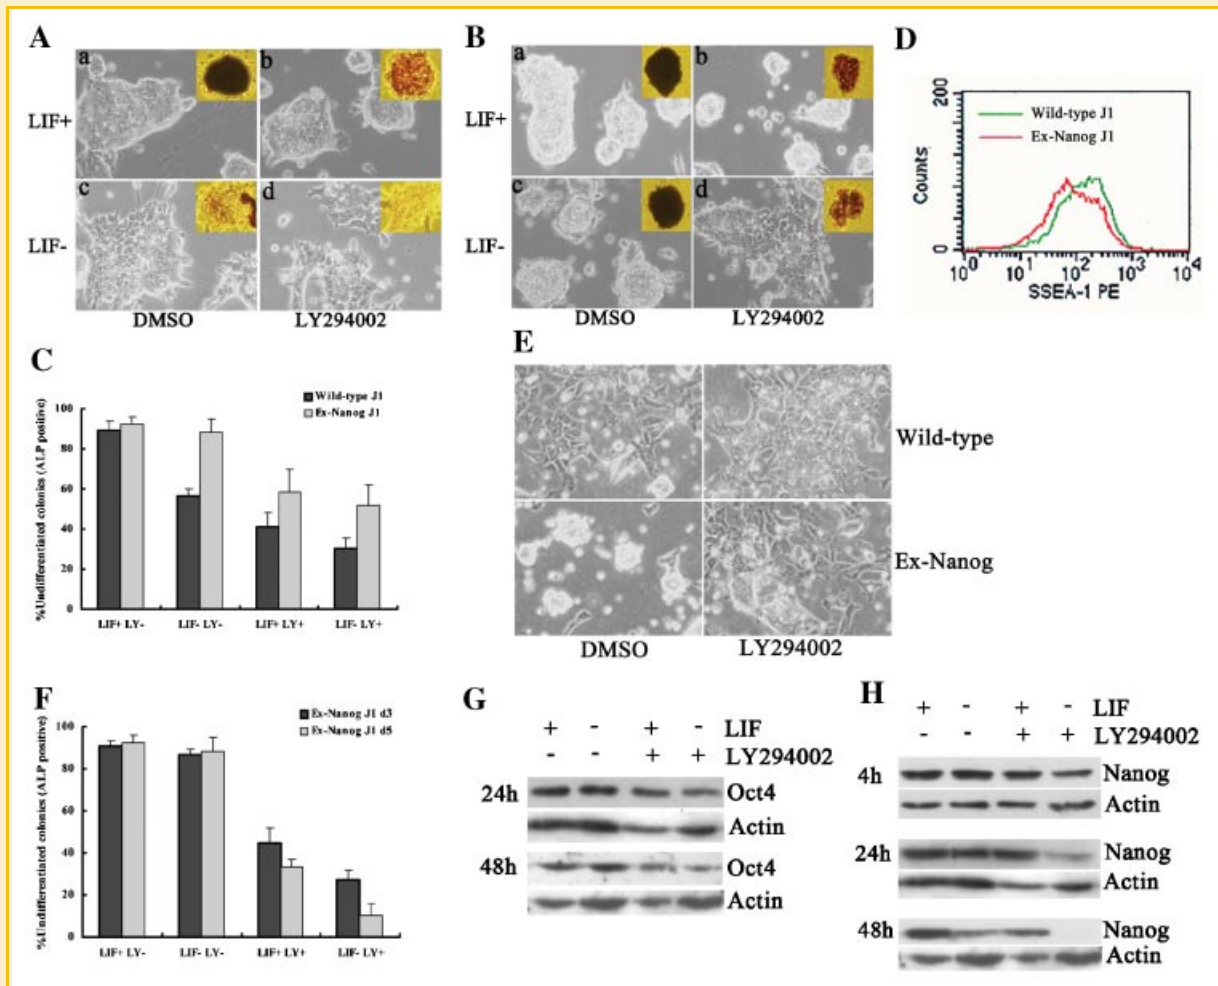 A
a
b
LIF+
c
d
LIF-
DMSO
LY294002
B
a
b
LIF+
c
d
LIF-
DMSO
LY294002
D
200
Wild-type J1
Ex-Nanog J1
Counts
0
10^0 10^1 10^2 10^3 10^4
SSEA-1 PE
C
Wild-type J1
Ex-Nanog J1
%Undifferentiated colonies (ALP positive)
100
80
60
40
20
0
LIF+ LY- LIF- LY- LIF+ LY+ LIF- LY+
E
Wild-type
Ex-Nanog
DMSO
LY294002
F
Ex-Nanog J1 d3
Ex-Nanog J1 d5
%Undifferentiated colonies (ALP positive)
100
80
60
40
20
0
LIF+ LY- LIF- LY- LIF+ LY+ LIF- LY+
G
+ - + - LIF
- - + + LY294002
24h Oct4
Actin
48h Oct4
Actin
H
+ - + - LIF
- - + + LY294002
4h Nanog
Actin
24h Nanog
Actin
48h Nanog
Actin